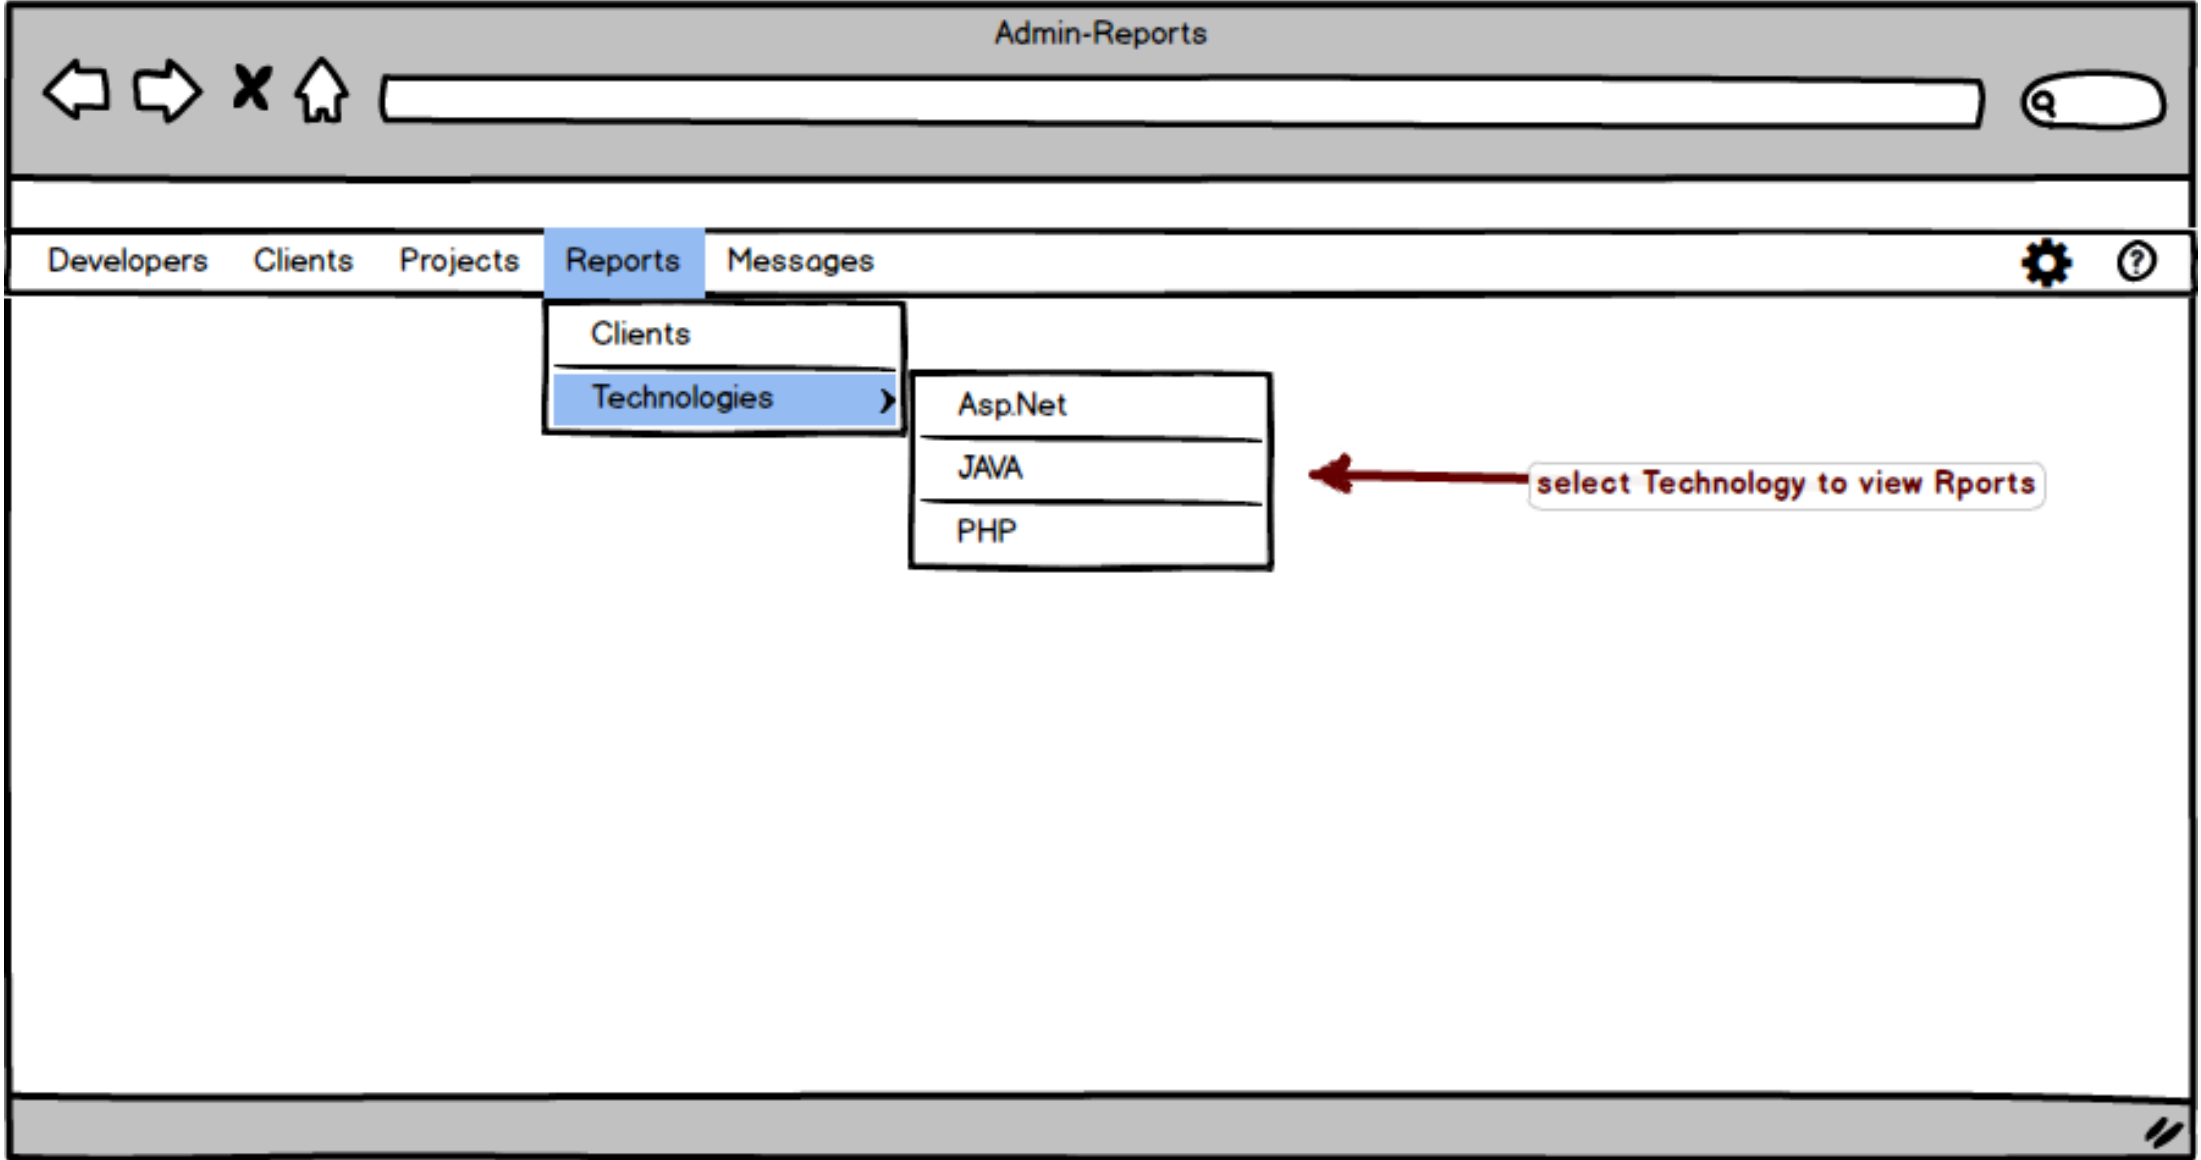 Admin-Reports
Developers Clients Projects Reports Messages
Clients
Technologies
Asp.Net
JAVA
PHP
select Technology to view Rports